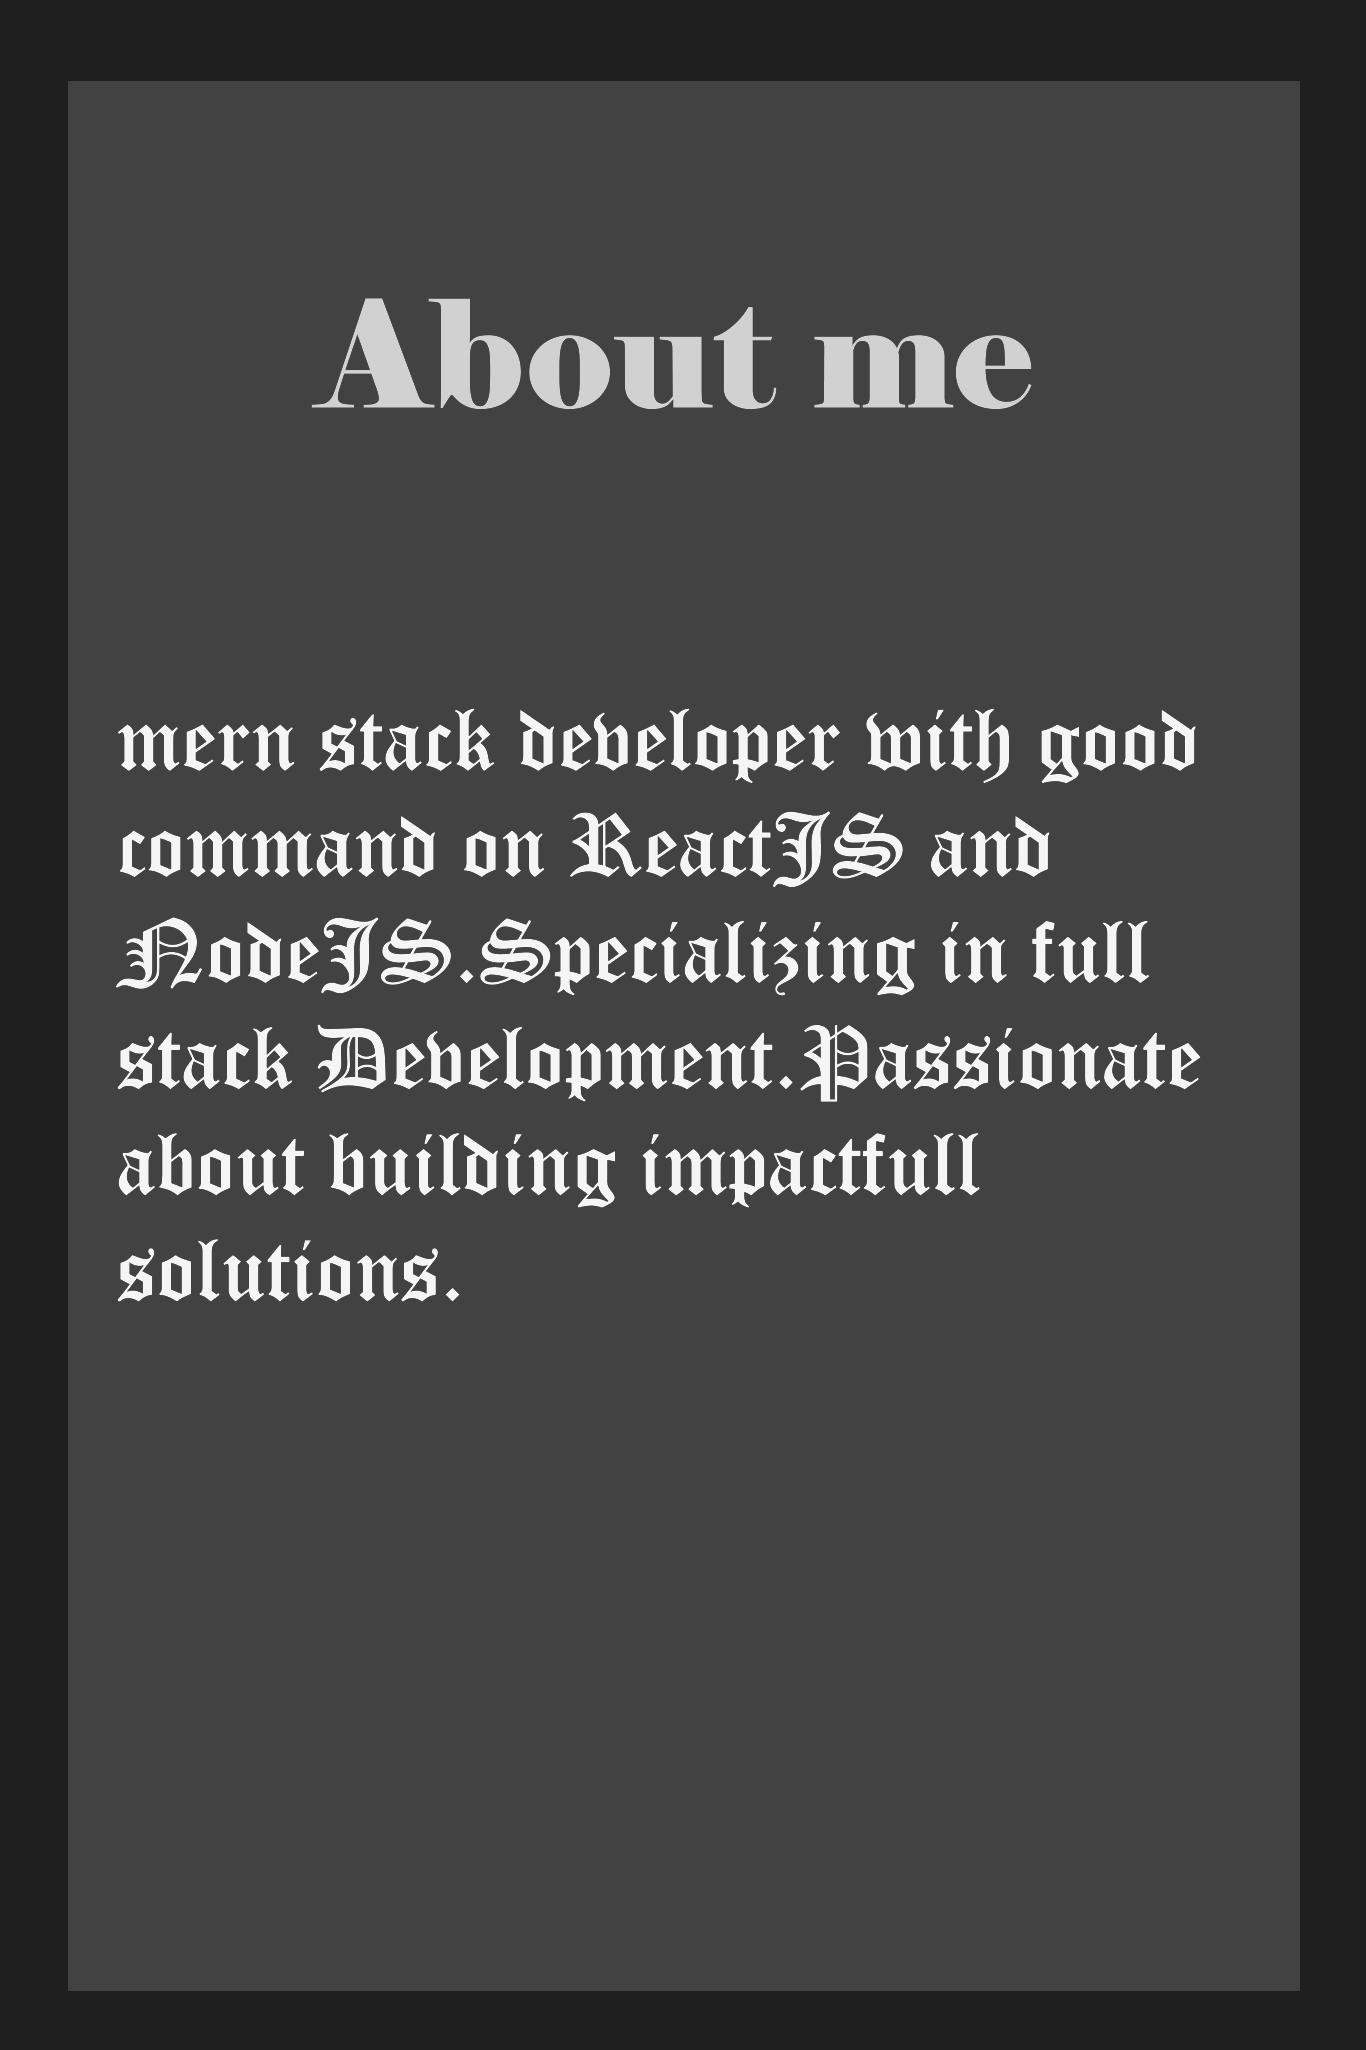 About me
mern stack developer with good
command on ReactJS and
NodeJS.Specializing in full
stack Development.Passionate
about building impactfull
solutions.